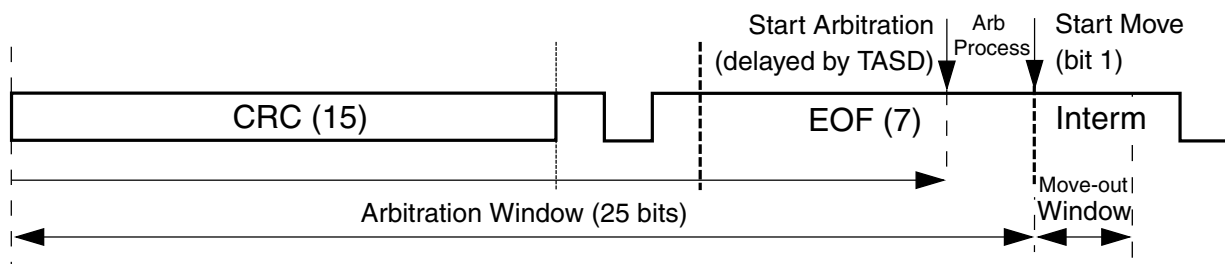 Start Arbitration
(delayed by TASD)
Arb
Process
Start Move
(bit 1)
CRC (15)
EOF (7)
Interm
Arbitration Window (25 bits)
Move-out
Window